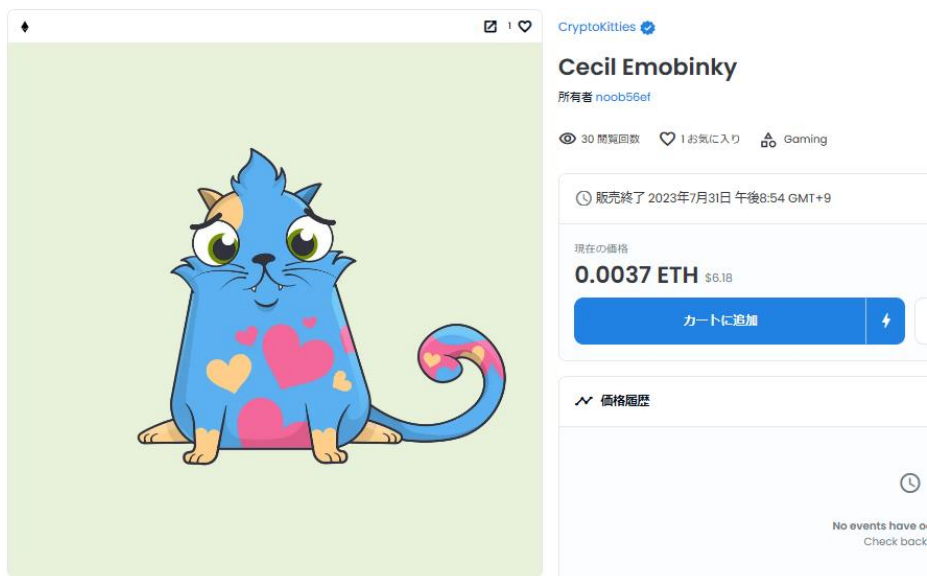 1
CryptoKitties
Cecil Emobinky
所有者 noob56ef
30 閲覧回数 1 お気に入り Gaming
販売終了 2023年7月31日 午後8:54 GMT+9
現在の価格
0.0037 ETH $6.18
カートに追加
価格履歴
No events have
Check back